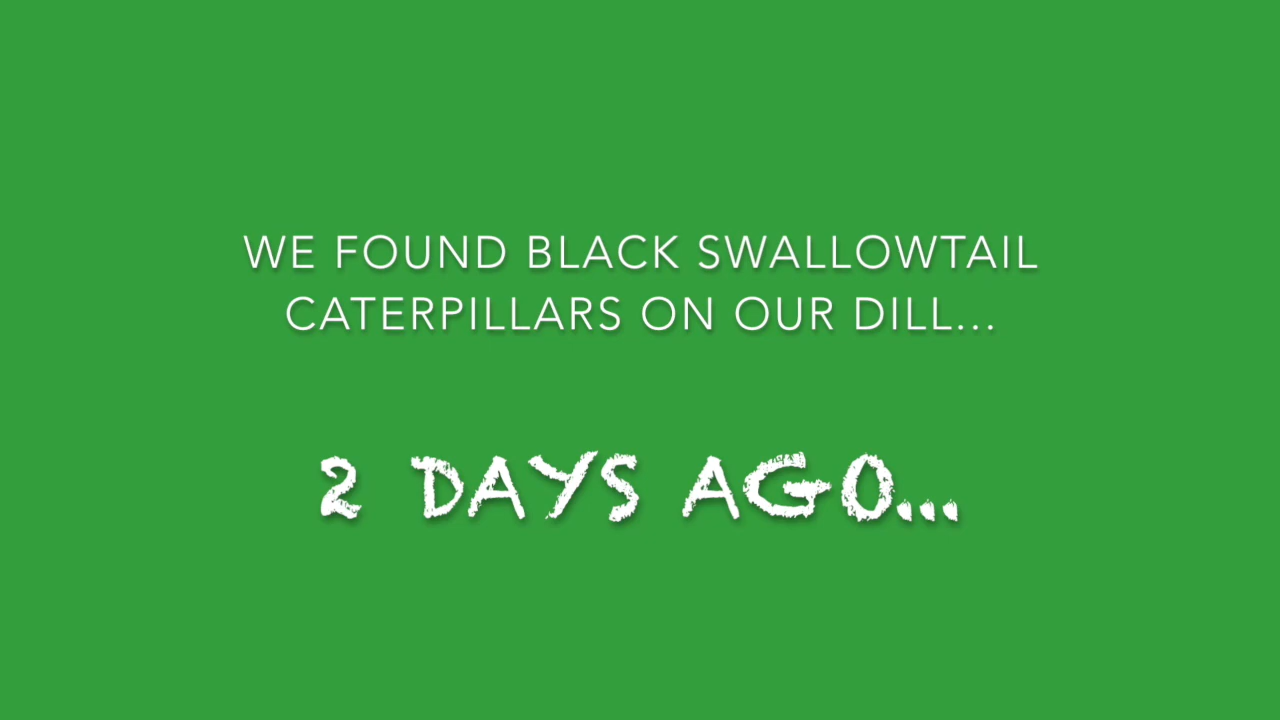 WE FOUND BLACK SWALLOWTAIL
CATERPILLARS ON OUR DILL...
2 DAYS AGO...